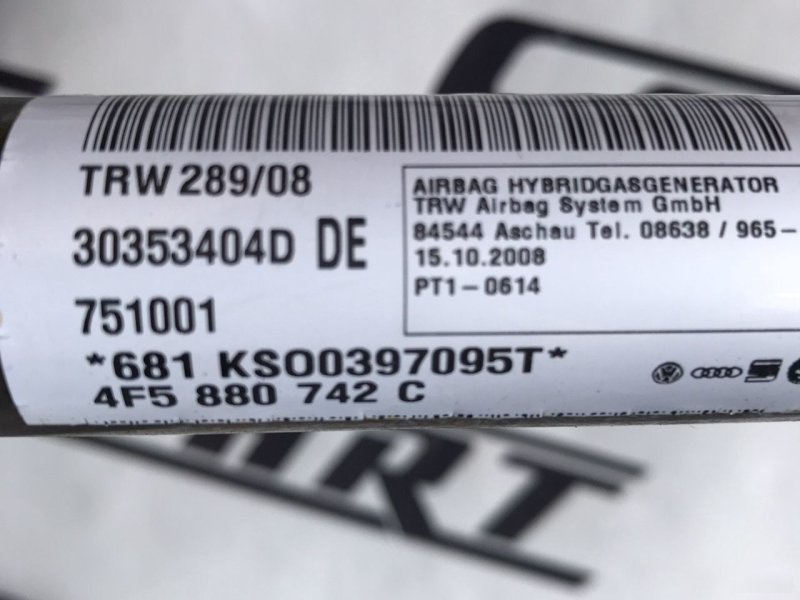 TRW 289/08
30353404D DE
751001
*681 KSO0397095T*
4F5 880 742 C
AIRBAG HYBRIDGASGENERATOR
TRW Airbag System GmbH
84544 Aschau Tel. 08638 / 965-
15.10.2008
PT1-0614